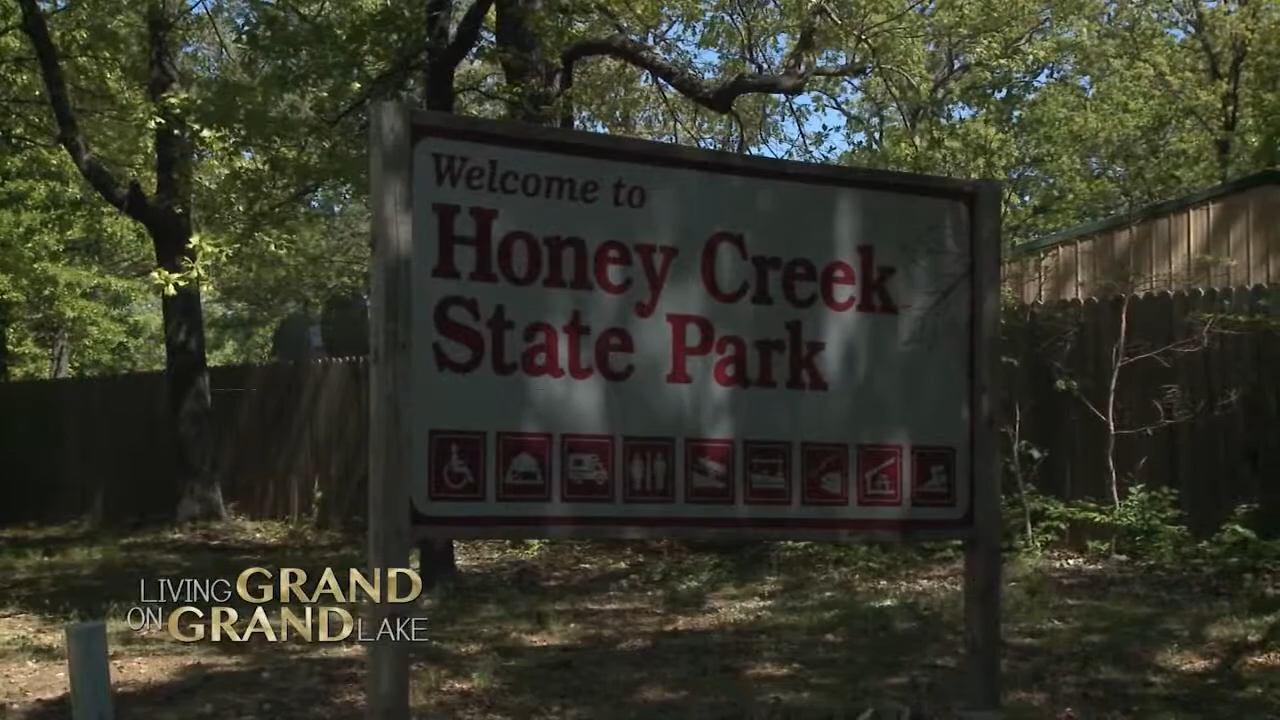 Welcome to
Honey Creek
State Park
LIVING GRAND
ON GRAND LAKE